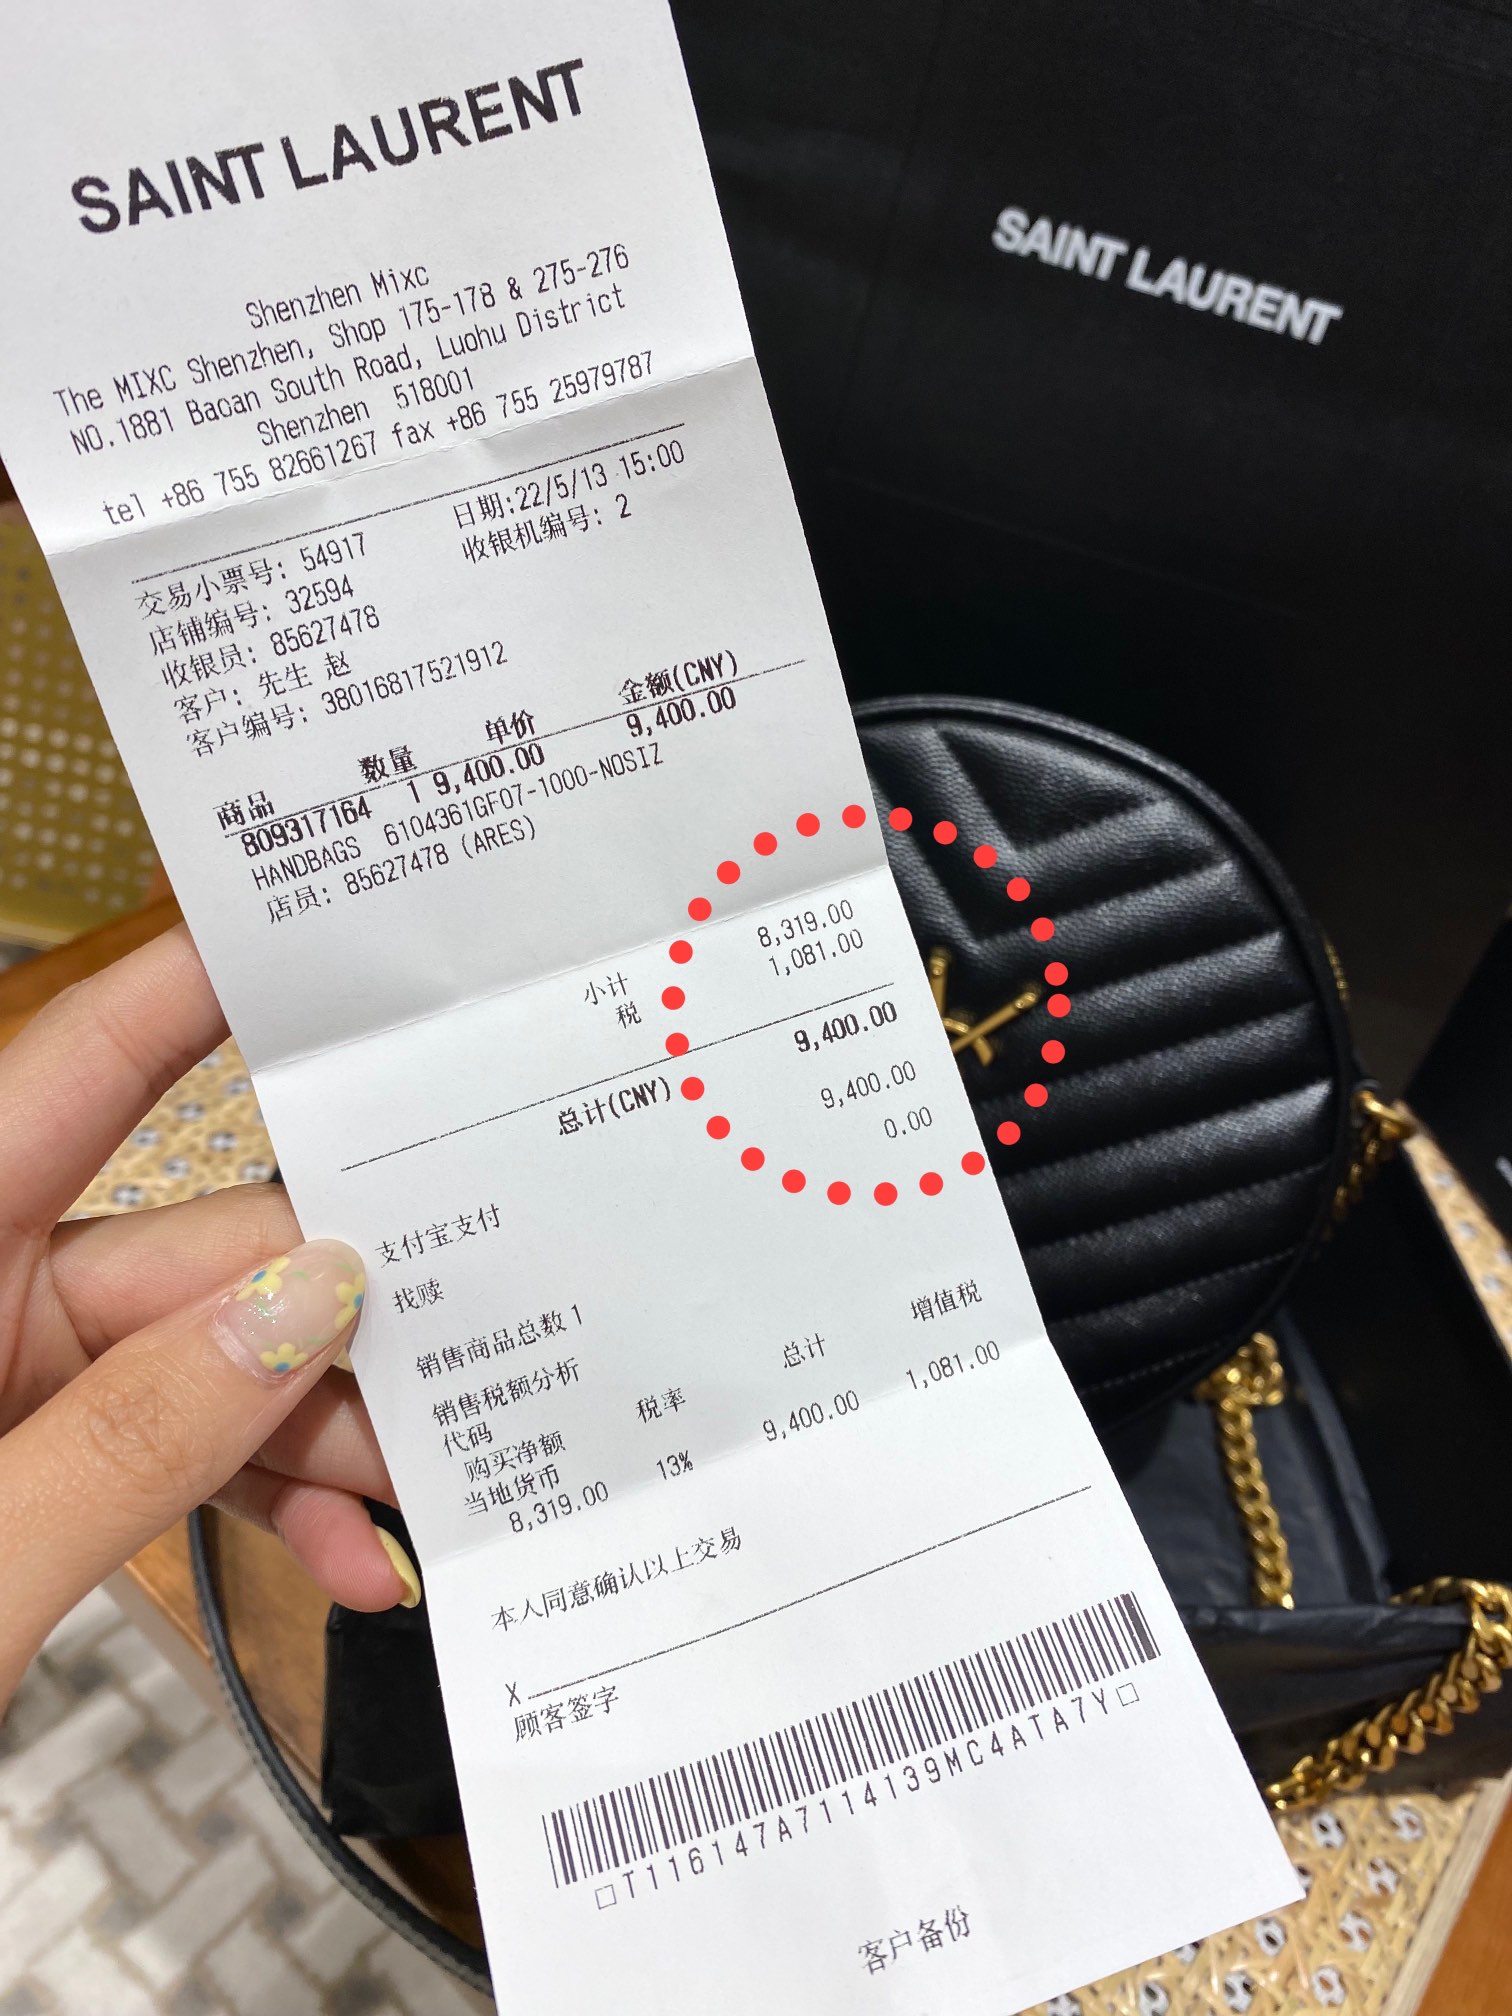 SAINT LAURENT
Shenzhen Mixc
The MIXC Shenzhen, Shop 175-178 & 275-276
NO.1881 Baoan South Road, Luohu District
Shenzhen 518001
tel +86 755 82661267 fax +86 755 25979787
交易小票号: 54917 日期:22/5/13 15:00
店铺编号: 32594 收银机编号: 2
收银员: 85627478
客户: 先生 赵
客户编号: 38016817521912
商品 数量 单价 金额(CNY)
809317164 1 9,400.00 9,400.00
HANDBAGS 6104361GF07-1000-NOSIZ
店员: 85627478 (ARES)
小计 8,319.00
税 1,081.00
总计(CNY) 9,400.00
支付宝支付 9,400.00
找赎 0.00
销售商品总数 1
销售税额分析
代码 税率 总计 增值税
购买净额
当地货币
8,319.00 13% 9,400.00 1,081.00
本人同意确认以上交易
X
顾客签字
T116147A7114139MC4ATA7Y
客户备份
SAINT LAURENT